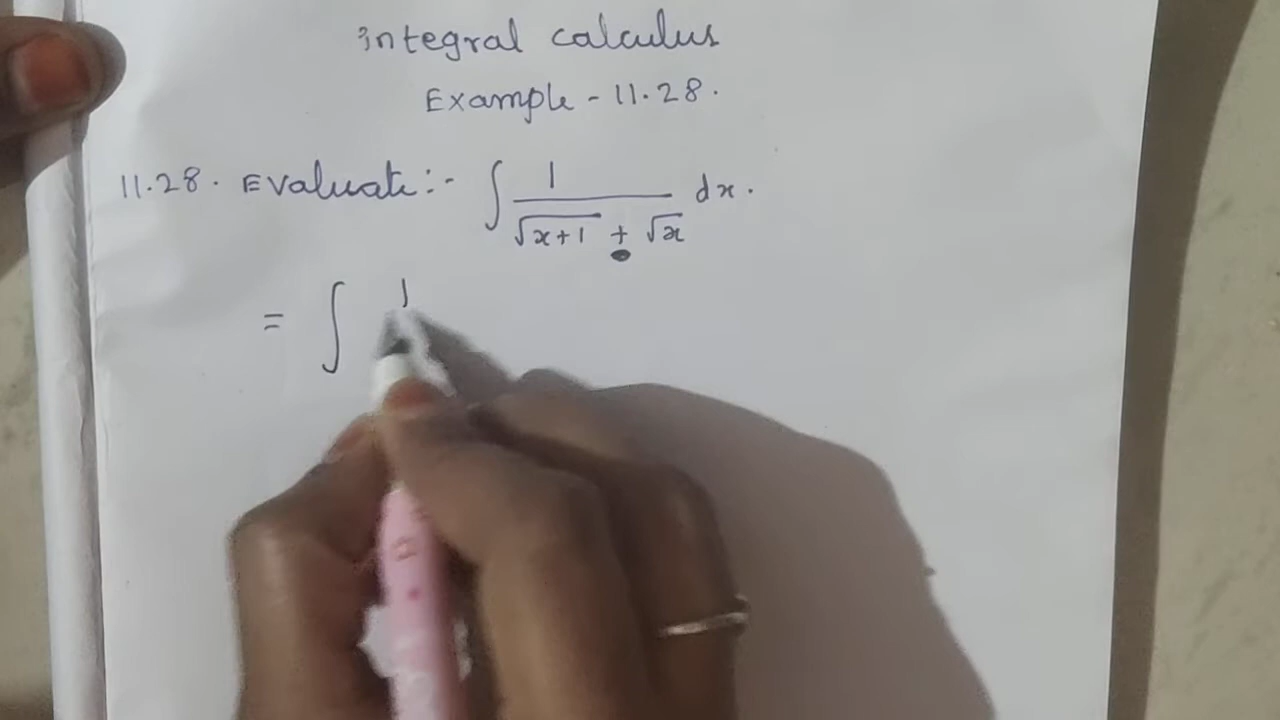 Integral calculus
Example - 11.28.
11.28. Evaluate :- ∫ 1/(√(x+1) + √x) dx.
= ∫ 1